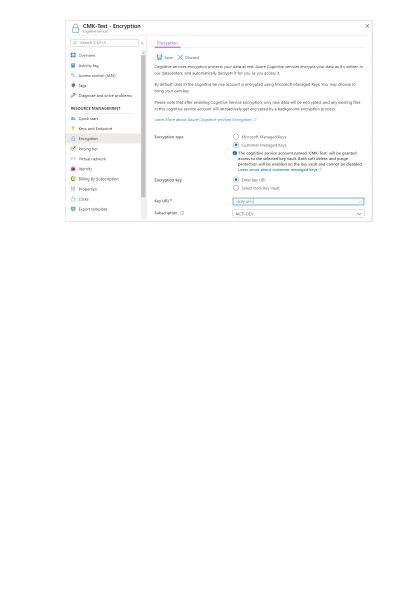 CMK-Test - Encryption
Cognitive Services
Search (Ctrl+/)
Overview
Activity log
Access control (IAM)
Tags
Diagnose and solve problems
RESOURCE MANAGEMENT
Quick start
Keys and Endpoint
Encryption
Pricing tier
Virtual network
Identity
Billing By Subscription
Properties
Locks
Export template
Encryption
Save Discard
Cognitive services encryption protects your data at rest. Azure Cognitive services encrypts your data as it's written in
our datacenters, and automatically decrypts it for you as you access it.
By default, data in the cognitive service account is encrypted using Microsoft Managed Keys. You may choose to
bring your own key.
Please note that after enabling Cognitive Service Encryption, only new data will be encrypted, and any existing files
in this cognitive service account will retroactively get encrypted by a background encryption process.
Learn More about Azure Cognitive services Encryption
Encryption type
Microsoft Managed Keys
Customer Managed Keys
The cognitive service account named 'CMK-Test' will be granted
access to the selected key vault. Both soft delete and purge
protection will be enabled on the key vault and cannot be disabled.
Learn more about customer managed keys
Encryption key
Enter key URI
Select from Key Vault
Key URI *
<key uri>
Subscription
AICP-DEV